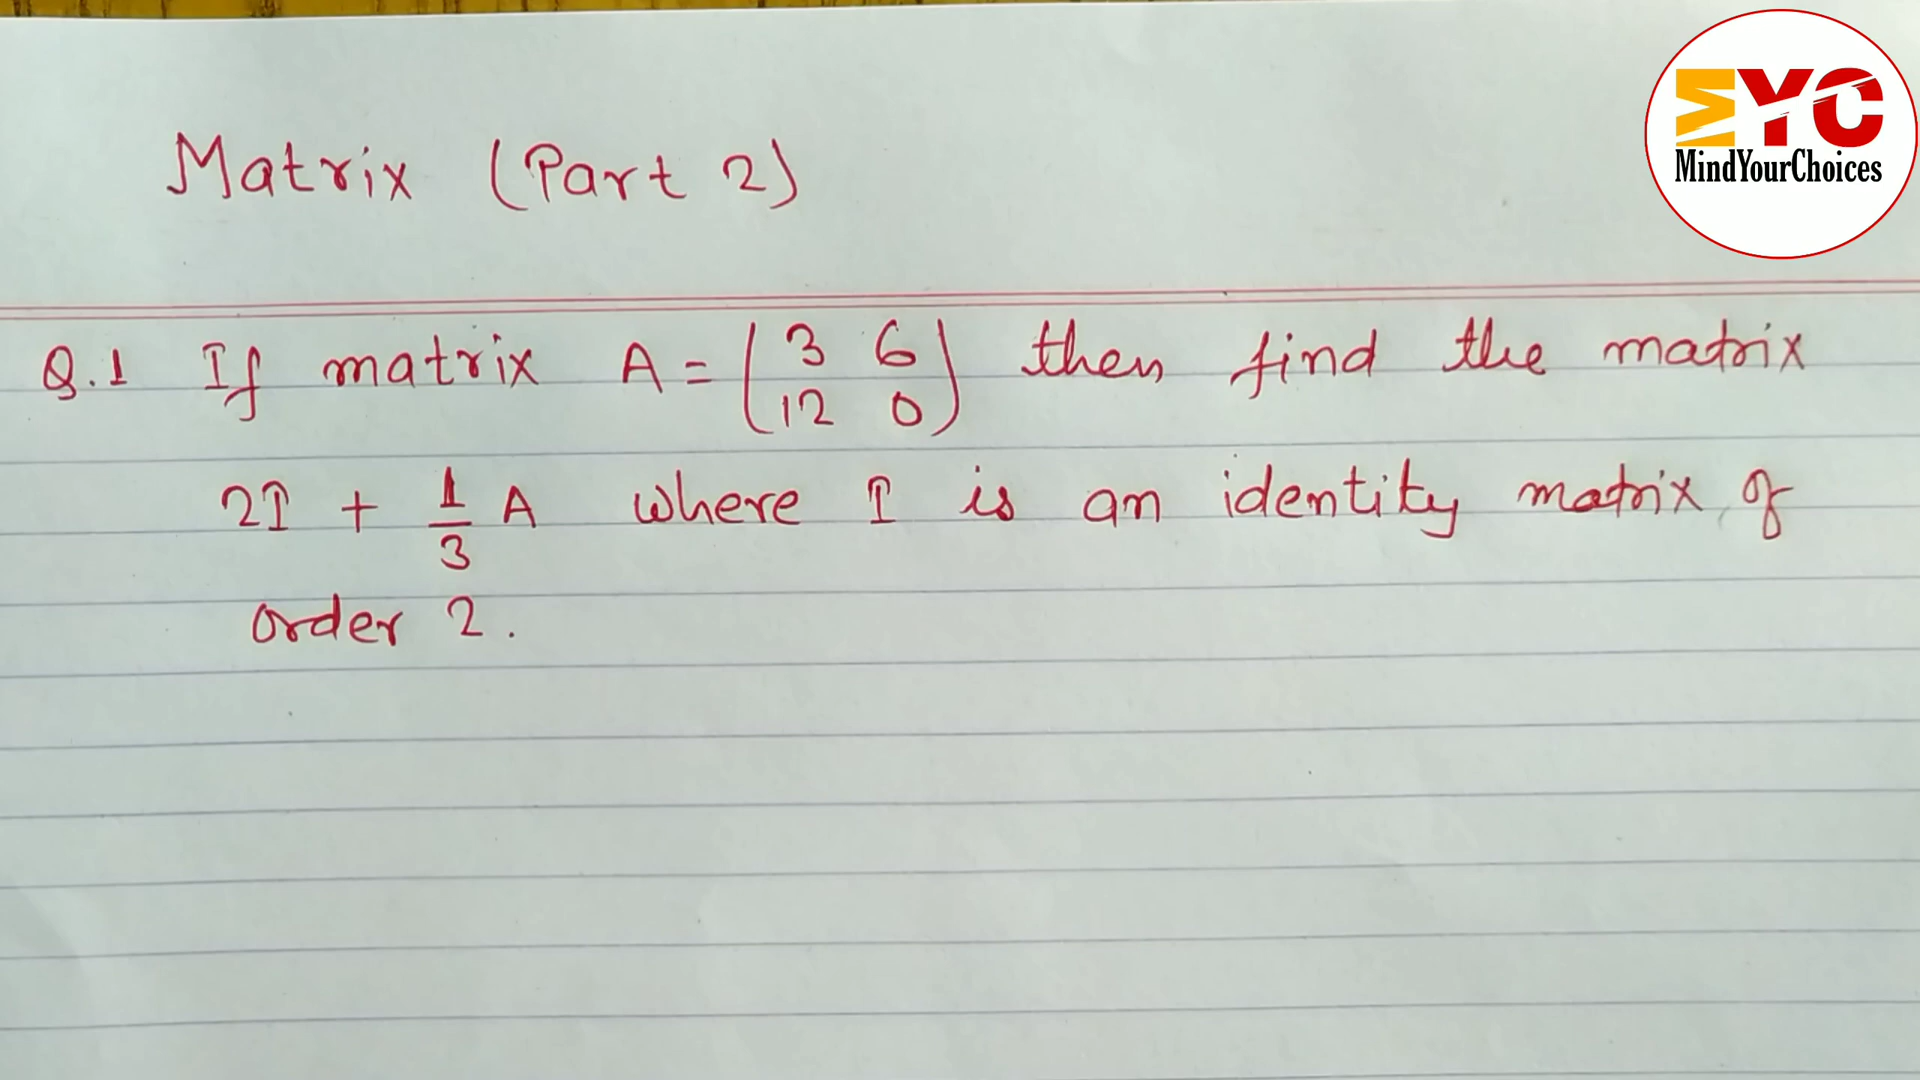 MYC
MindYourChoices
Matrix (Part 2)
Q.1 If matrix A = (3 6 12 0) then find the matrix
2I + 1/3 A where I is an identity matrix of
order 2.